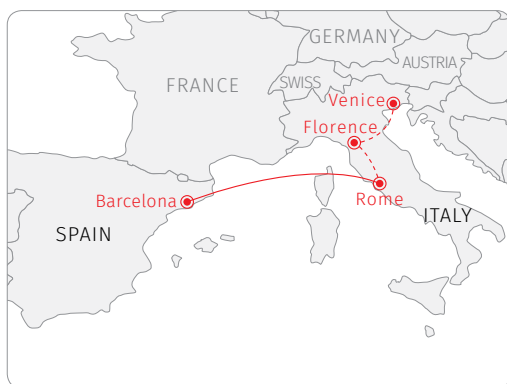 GERMANY
AUSTRIA
FRANCE
SWISS
Venice
Florence
Barcelona
Rome
ITALY
SPAIN